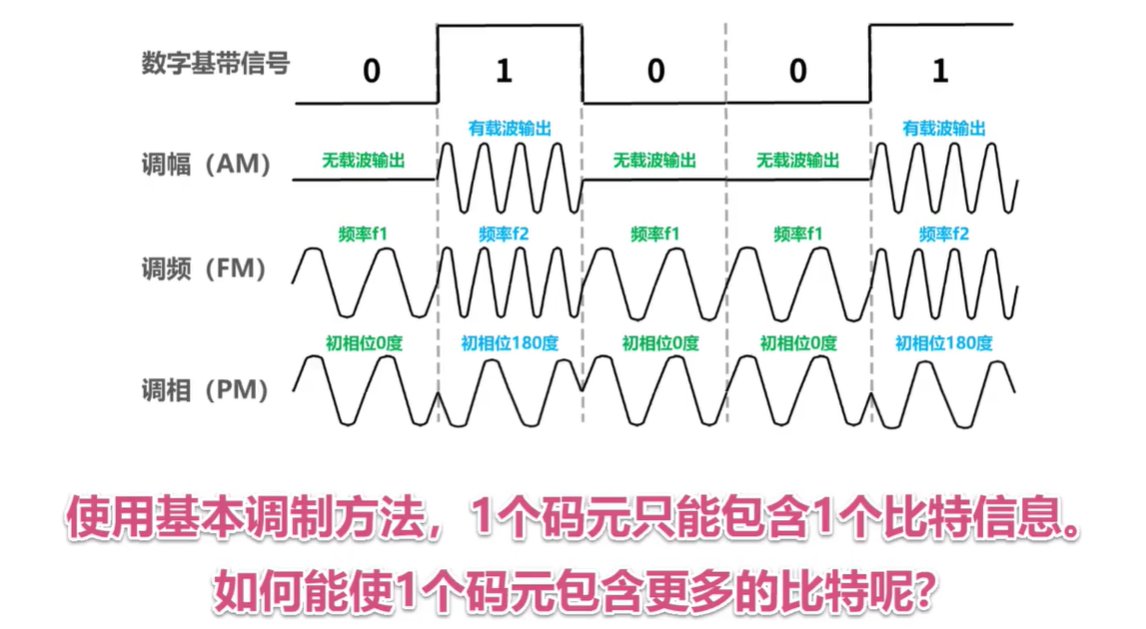 数字基带信号 0 1 0 0 1
有载波输出 有载波输出
调幅（AM） 无载波输出 无载波输出 无载波输出
频率f1 频率f2 频率f1 频率f1 频率f2
调频（FM）
初相位0度 初相位180度 初相位0度 初相位0度 初相位180度
调相（PM）
使用基本调制方法，1个码元只能包含1个比特信息。
如何能使1个码元包含更多的比特呢？